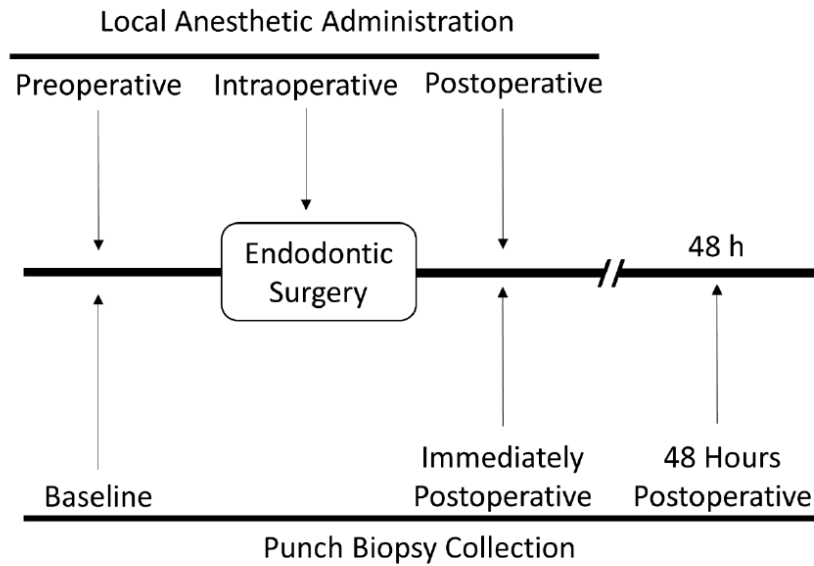 Local Anesthetic Administration
Preoperative Intraoperative Postoperative
Endodontic
Surgery
48 h
Baseline
Immediately
Postoperative
48 Hours
Postoperative
Punch Biopsy Collection